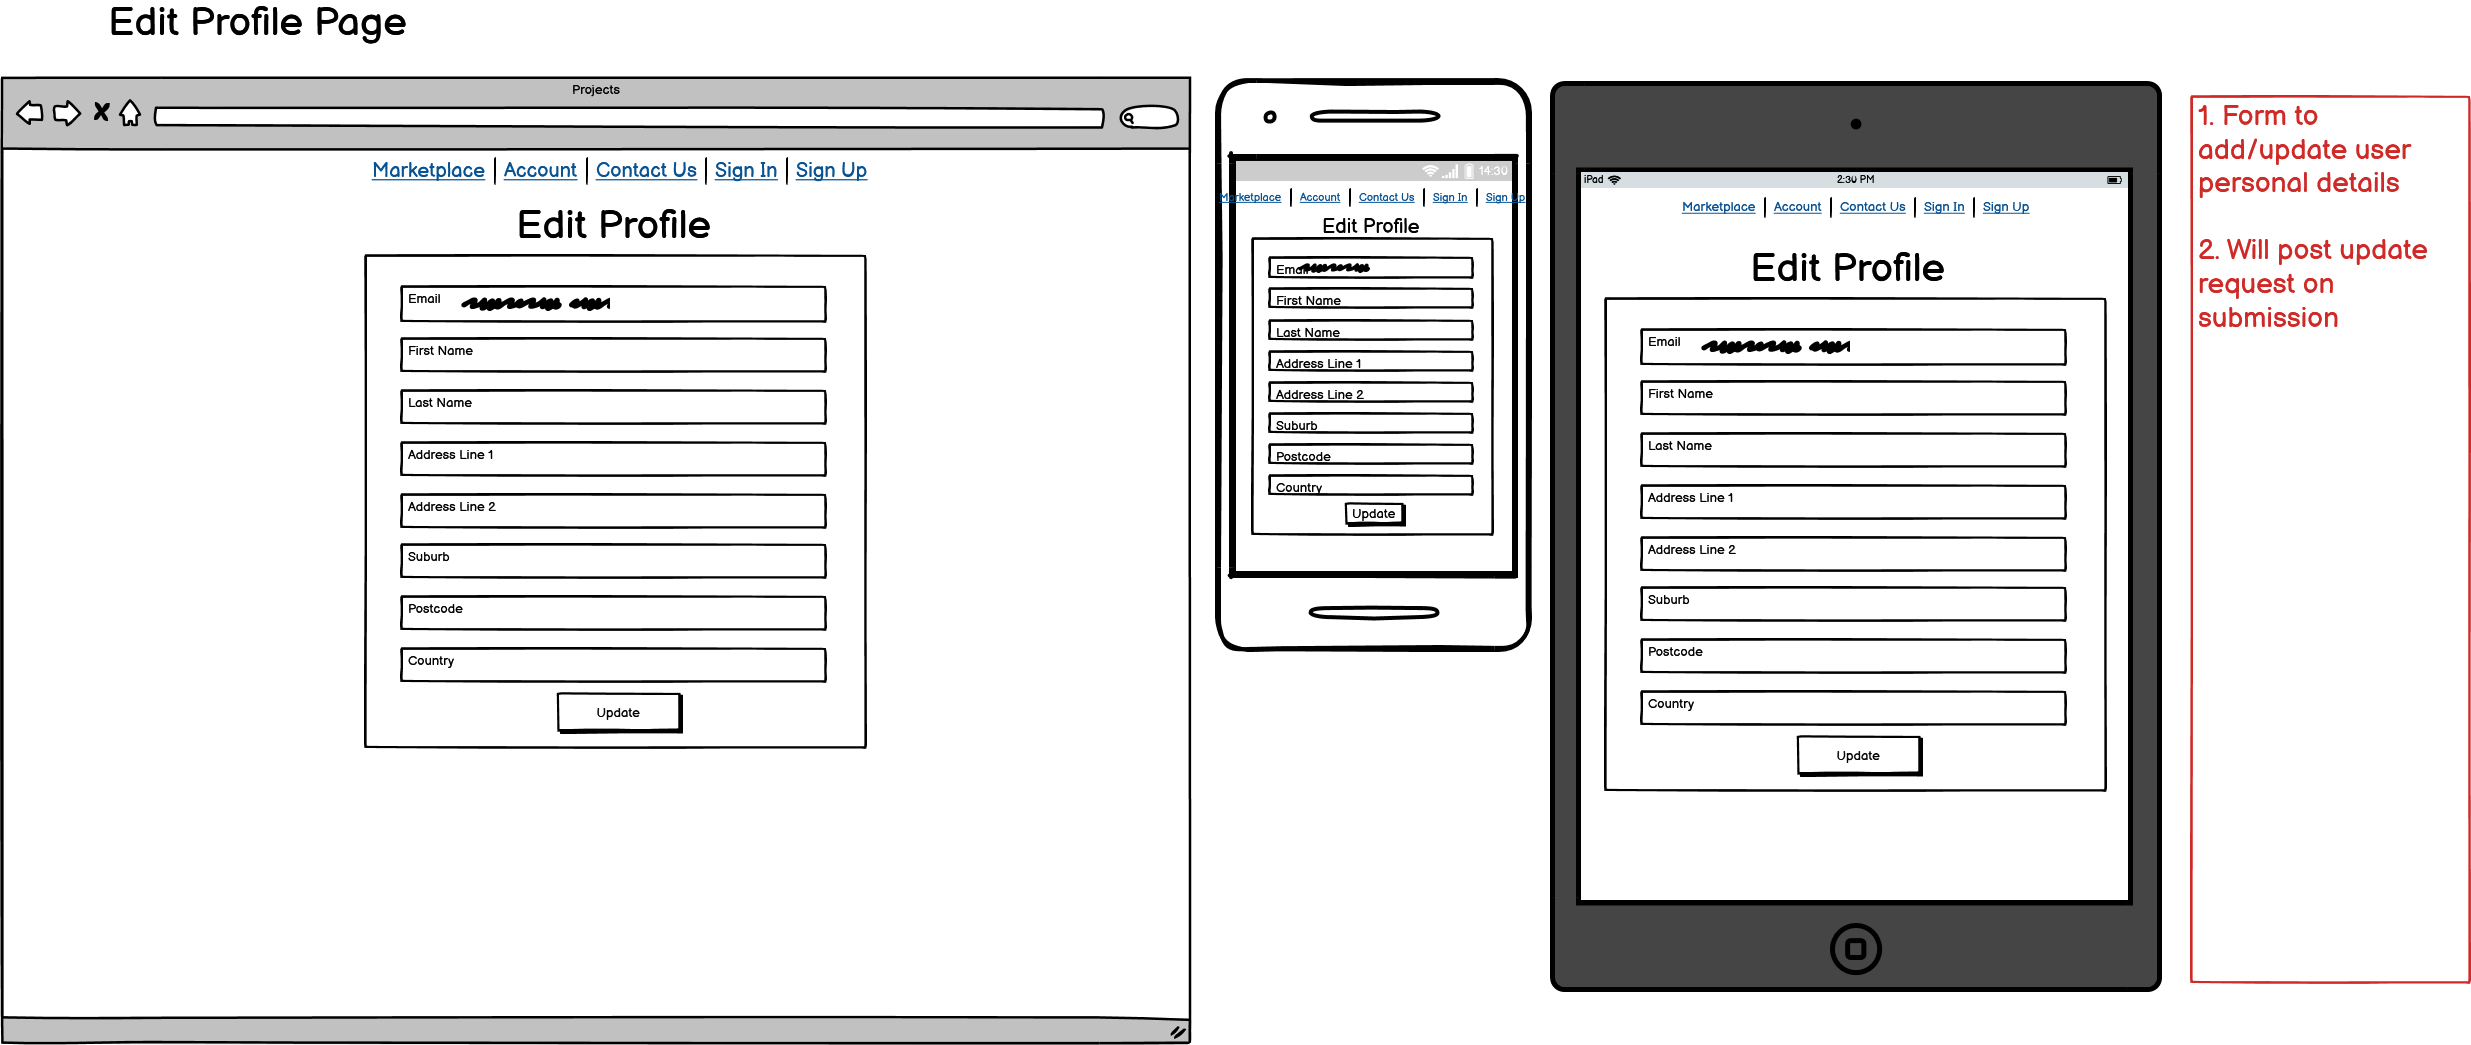 Edit Profile Page
Projects
Marketplace Account Contact Us Sign In Sign Up
Edit Profile
Email
First Name
Last Name
Address Line 1
Address Line 2
Suburb
Postcode
Country
Update
14:30
Marketplace Account Contact Us Sign In Sign Up
Edit Profile
Email
First Name
Last Name
Address Line 1
Address Line 2
Suburb
Postcode
Country
Update
iPad 2:30 PM
Marketplace Account Contact Us Sign In Sign Up
Edit Profile
Email
First Name
Last Name
Address Line 1
Address Line 2
Suburb
Postcode
Country
Update
1. Form to
add/update user
personal details
2. Will post update
request on
submission